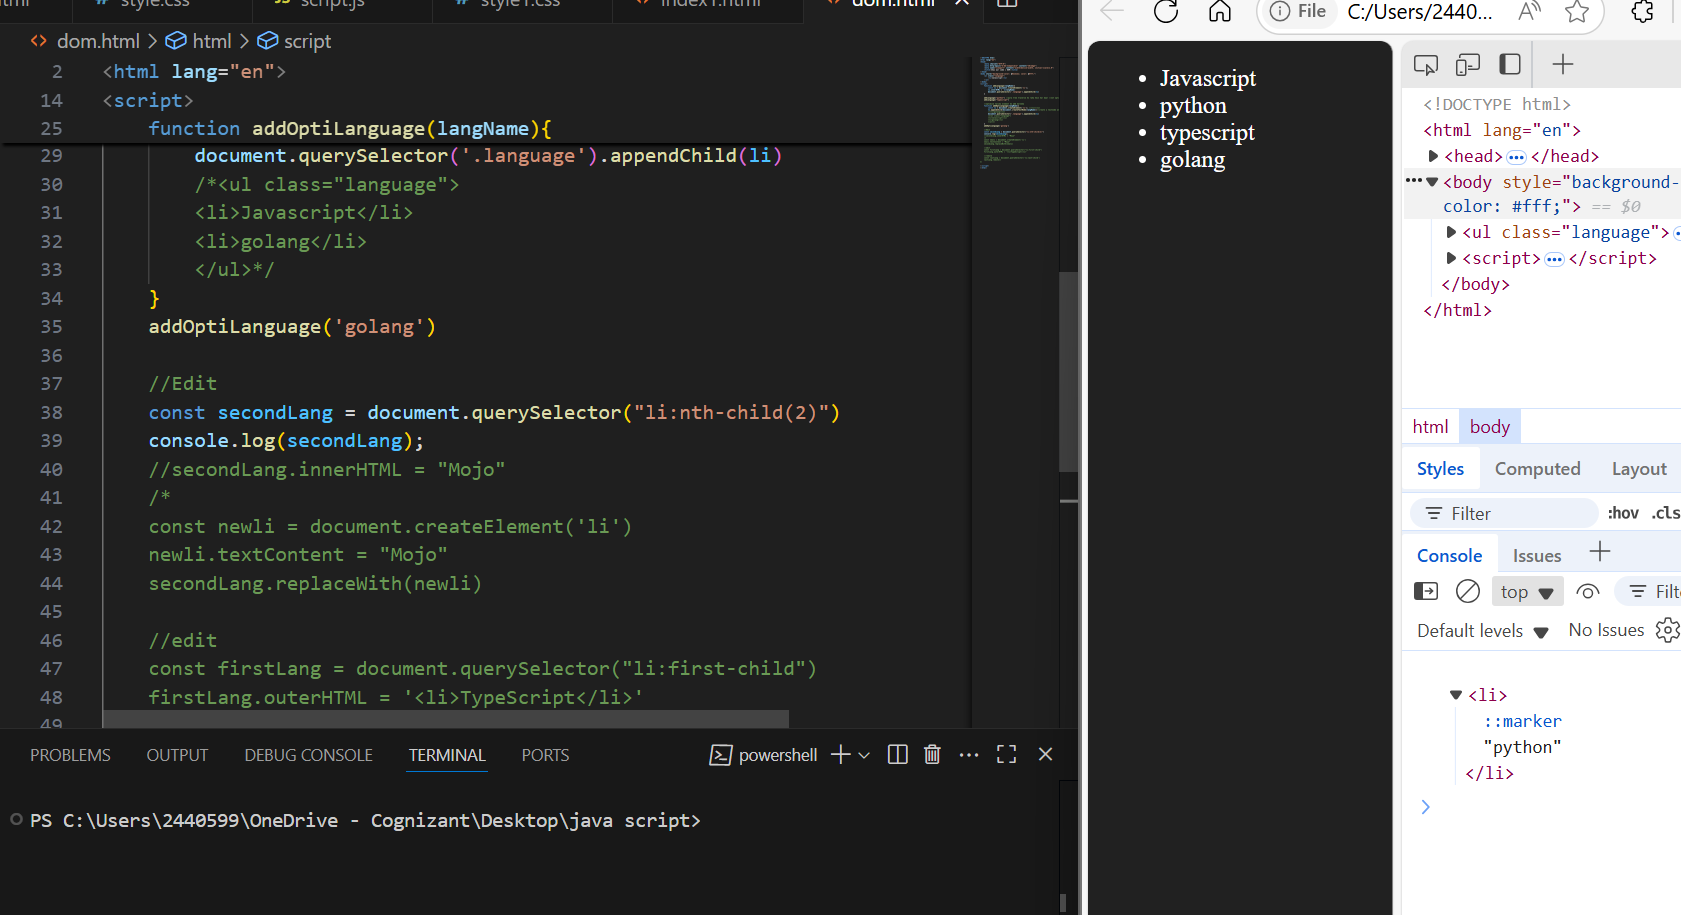 style.css
script.js
style1.css
index1.html
dom.html
dom.html > html > script
2 <html lang="en">
14 <script>
25 function addOptiLanguage(langName){
29 document.querySelector('.language').appendChild(li)
30 /*<ul class="language">
31 <li>Javascript</li>
32 <li>golang</li>
33 </ul>*/
34 }
35 addOptiLanguage('golang')
36
37 //Edit
38 const secondLang = document.querySelector("li:nth-child(2)")
39 console.log(secondLang);
40 //secondLang.innerHTML = "Mojo"
41 /*
42 const newli = document.createElement('li')
43 newli.textContent = "Mojo"
44 secondLang.replaceWith(newli)
45
46 //edit
47 const firstLang = document.querySelector("li:first-child")
48 firstLang.outerHTML = '<li>TypeScript</li>'
49
PROBLEMS OUTPUT DEBUG CONSOLE TERMINAL PORTS powershell
PS C:\Users\2440599\OneDrive - Cognizant\Desktop\java script>
File C:/Users/2440...
Javascript
python
typescript
golang
<!DOCTYPE html>
<html lang="en">
<head> ••• </head>
••• <body style="background-
color: #fff;"> == $0
<ul class="language">
<script> ••• </script>
</body>
</html>
html body
Styles Computed Layout
Filter :hov .cls
Console Issues
top Filt
Default levels No Issues
<li>
::marker
"python"
</li>